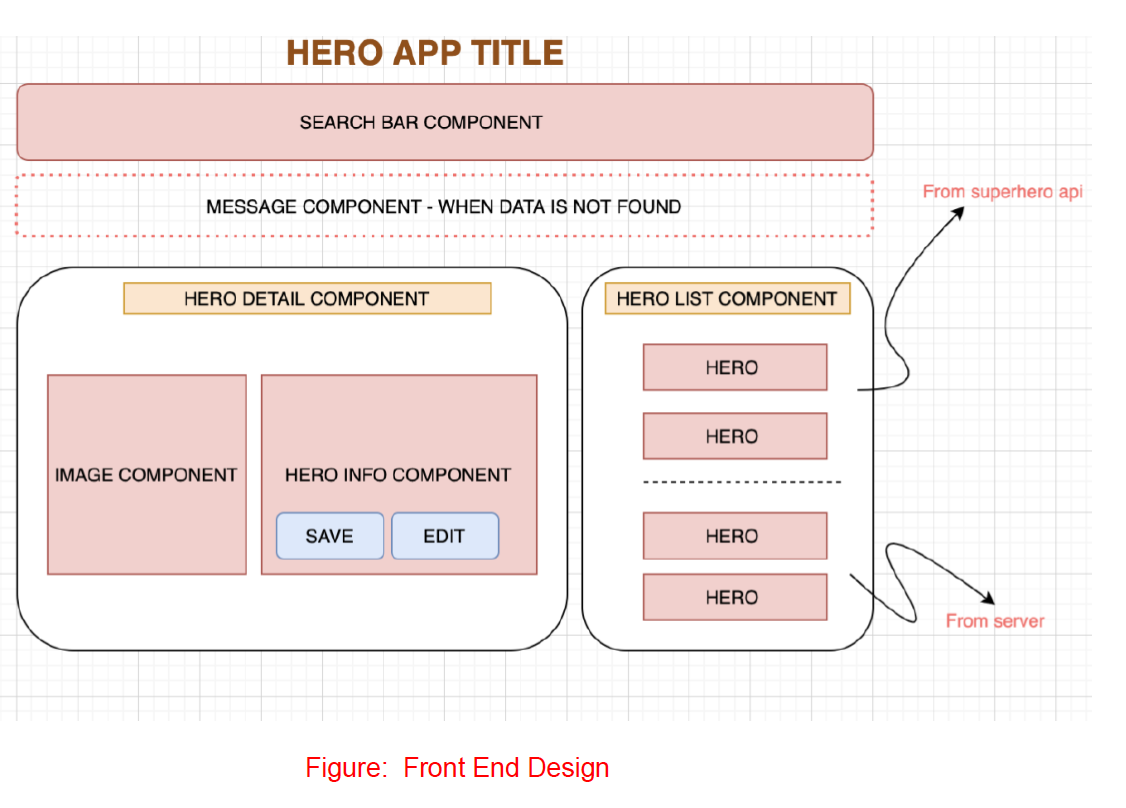 HERO APP TITLE
SEARCH BAR COMPONENT
MESSAGE COMPONENT - WHEN DATA IS NOT FOUND
From superhero api
HERO DETAIL COMPONENT
IMAGE COMPONENT
HERO INFO COMPONENT
SAVE
EDIT
HERO LIST COMPONENT
HERO
HERO
HERO
HERO
From server
Figure:  Front End Design